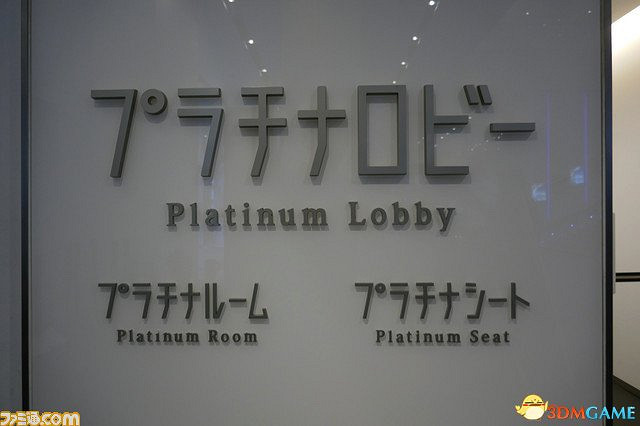 プラチナロビー
Platinum Lobby
プラチナルーム
Platinum Room
プラチナシート
Platinum Seat
ファミ通.com
3DMGAME